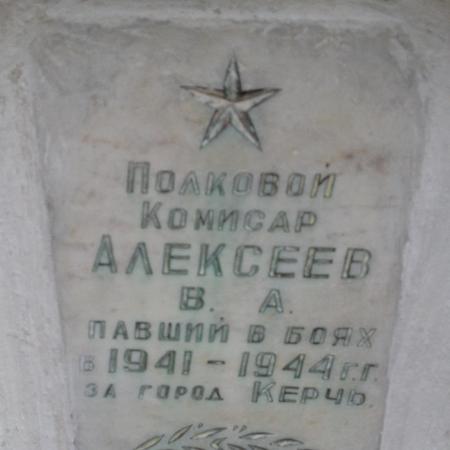 Полковой
Комисар
Алексеев
В. А.
павший в боях
в 1941-1944 г.г.
за город Керчь.